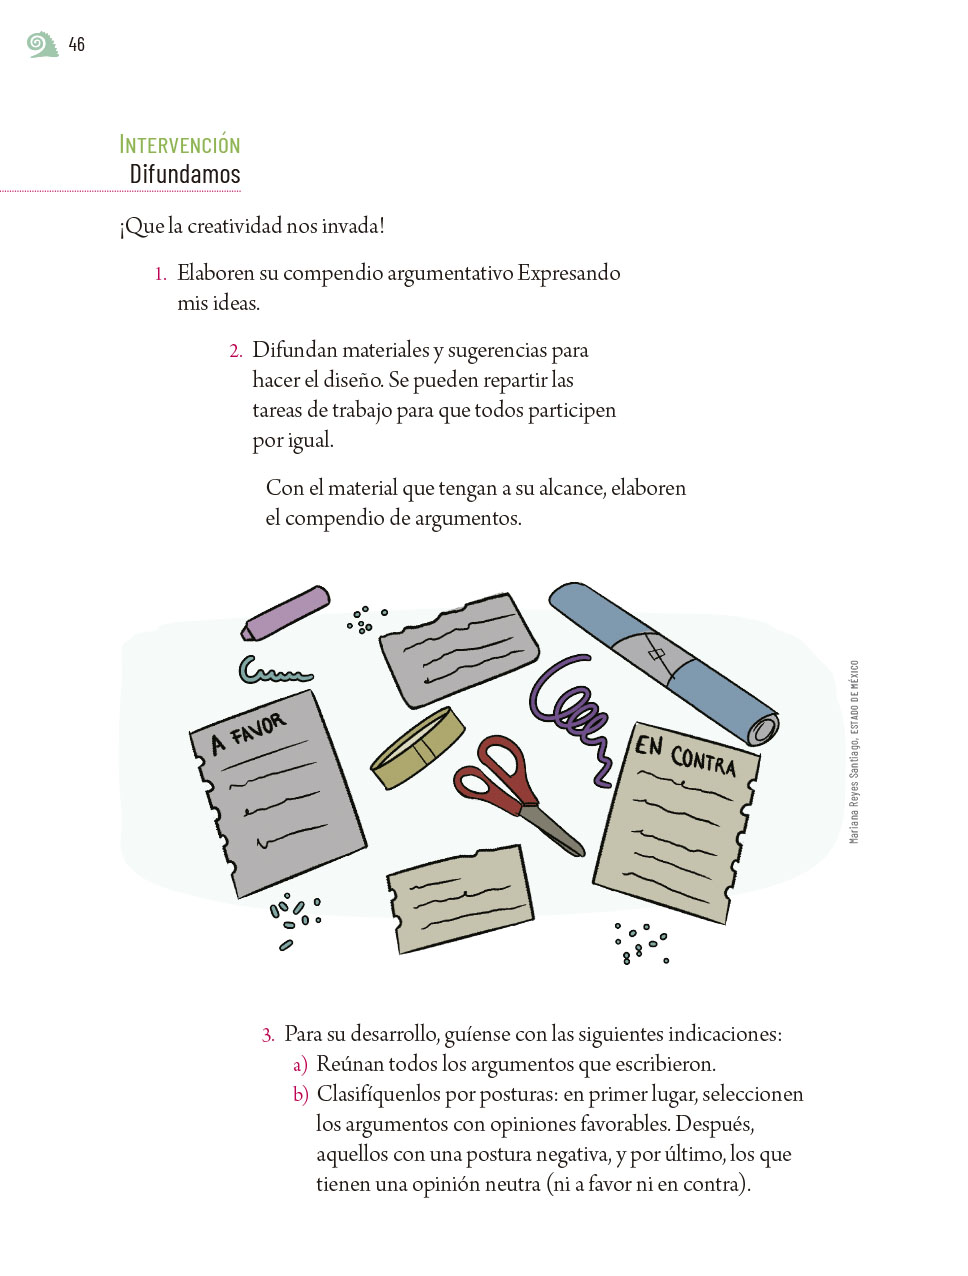 46
Intervención
Difundamos
¡Que la creatividad nos invada!
1. Elaboren su compendio argumentativo Expresando
mis ideas.
2. Difundan materiales y sugerencias para
hacer el diseño. Se pueden repartir las
tareas de trabajo para que todos participen
por igual.
Con el material que tengan a su alcance, elaboren
el compendio de argumentos.
A FAVOR
EN CONTRA
Mariana Reyes Santiago, ESTADO DE MÉXICO
3. Para su desarrollo, guíense con las siguientes indicaciones:
a) Reúnan todos los argumentos que escribieron.
b) Clasifíquenlos por posturas: en primer lugar, seleccionen
los argumentos con opiniones favorables. Después,
aquellos con una postura negativa, y por último, los que
tienen una opinión neutra (ni a favor ni en contra).